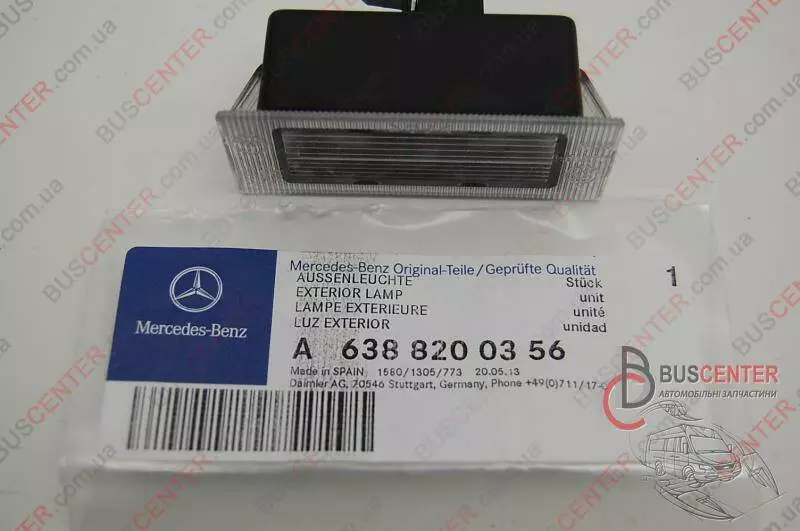 Mercedes-Benz Original-Teile/Geprüfte Qualität
AUSSENLEUCHTE Stück 1
EXTERIOR LAMP unit
LAMPE EXTERIEURE unité
LUZ EXTERIOR unidad
Mercedes-Benz
A 638 820 03 56
Made in SPAIN 1560/1305/773 20.05.13
Daimler AG, 70546 Stuttgart, Germany, Phone +49(0)711/17-0
BUSCENTER
АВТОМОБІЛЬНІ ЗАПЧАСТИНИ
BUSCENTER.com.ua